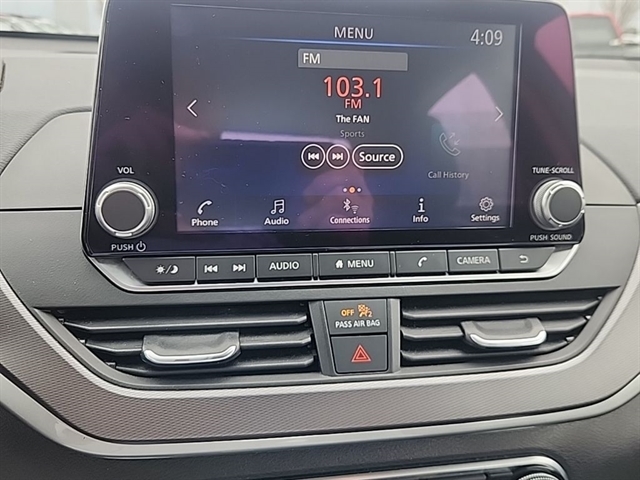 MENU 4:09
FM
103.1
FM
The FAN
Sports
Source
Call History
Phone Audio Connections Info Settings
VOL
PUSH
TUNE·SCROLL
PUSH SOUND
AUDIO MENU CAMERA
OFF 2
PASS AIR BAG